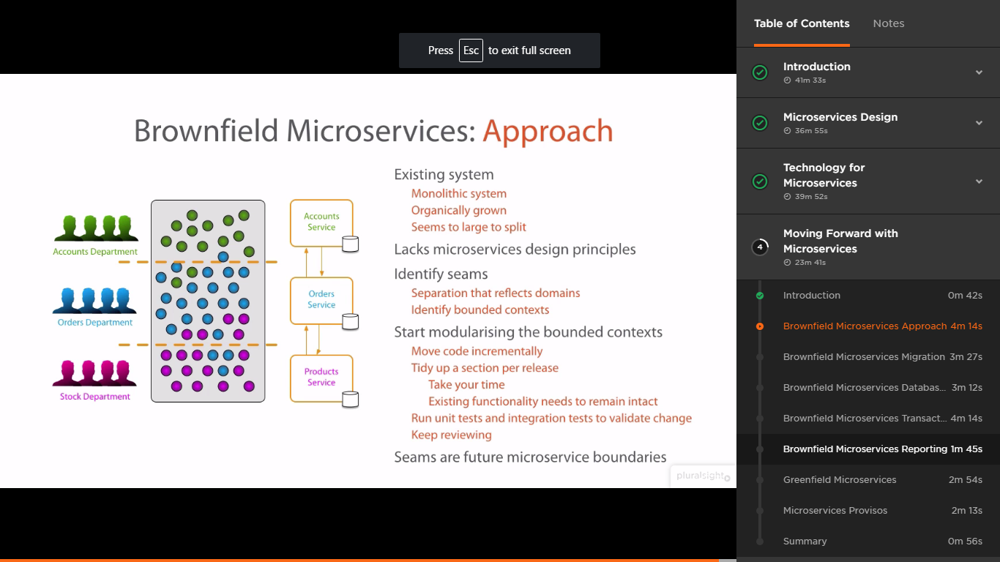 Press Esc to exit full screen
Brownfield Microservices: Approach
Accounts Department
Orders Department
Stock Department
Accounts
Service
Orders
Service
Products
Service
Existing system
Monolithic system
Organically grown
Seems to large to split
Lacks microservices design principles
Identify seams
Separation that reflects domains
Identify bounded contexts
Start modularising the bounded contexts
Move code incrementally
Tidy up a section per release
Take your time
Existing functionality needs to remain intact
Run unit tests and integration tests to validate change
Keep reviewing
Seams are future microservice boundaries
pluralsight
Table of Contents Notes
Introduction
41m 33s
Microservices Design
36m 55s
Technology for
Microservices
39m 52s
4
Moving Forward with
Microservices
23m 41s
Introduction 0m 42s
Brownfield Microservices Approach 4m 14s
Brownfield Microservices Migration 3m 27s
Brownfield Microservices Databas... 3m 12s
Brownfield Microservices Transact... 4m 14s
Brownfield Microservices Reporting 1m 45s
Greenfield Microservices 2m 54s
Microservices Provisos 2m 13s
Summary 0m 56s